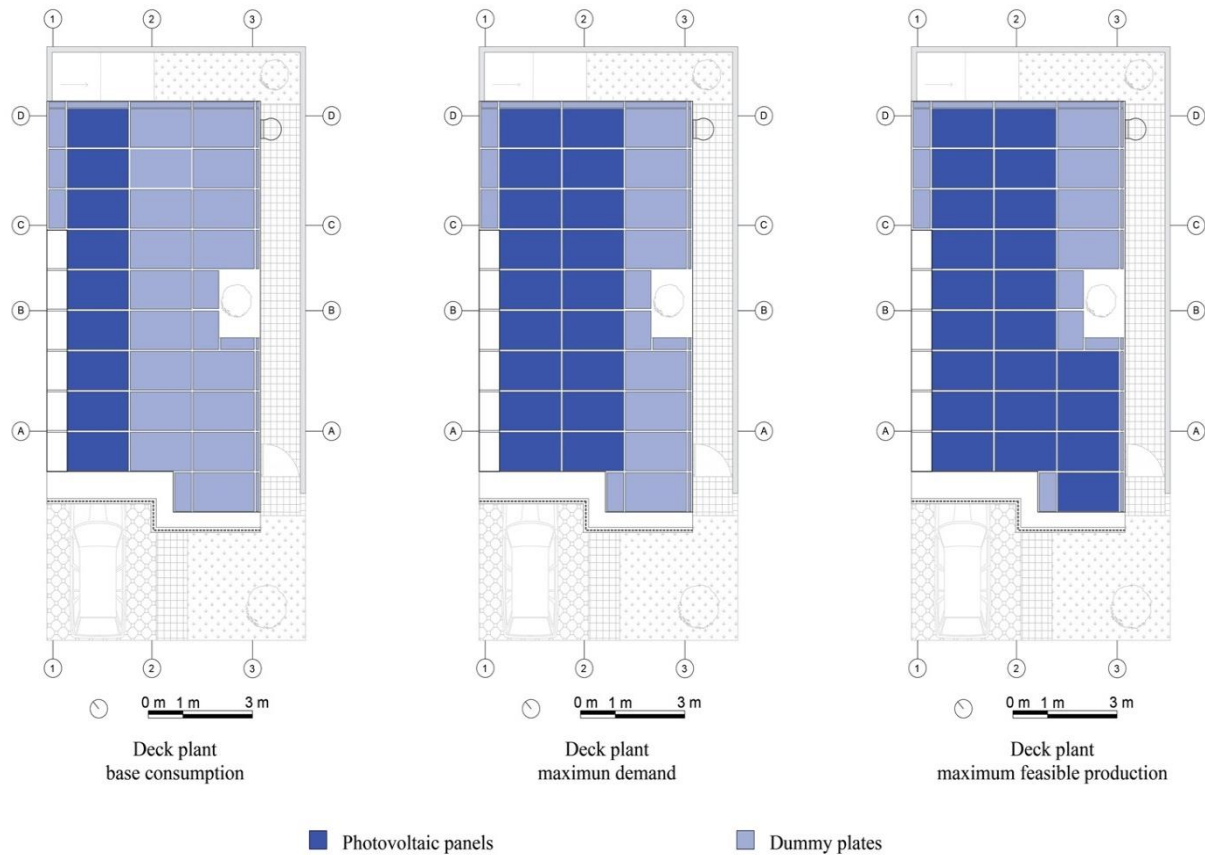 1 2 3 1 2 3 1 2 3
D D D D D D
C C C C C C
B B B B B B
A A A A A A
1 2 3 1 2 3 1 2 3
0 m 1 m 3 m 0 m 1 m 3 m 0 m 1 m 3 m
Deck plant
base consumption
Deck plant
maximun demand
Deck plant
maximum feasible production
Photovoltaic panels
Dummy plates